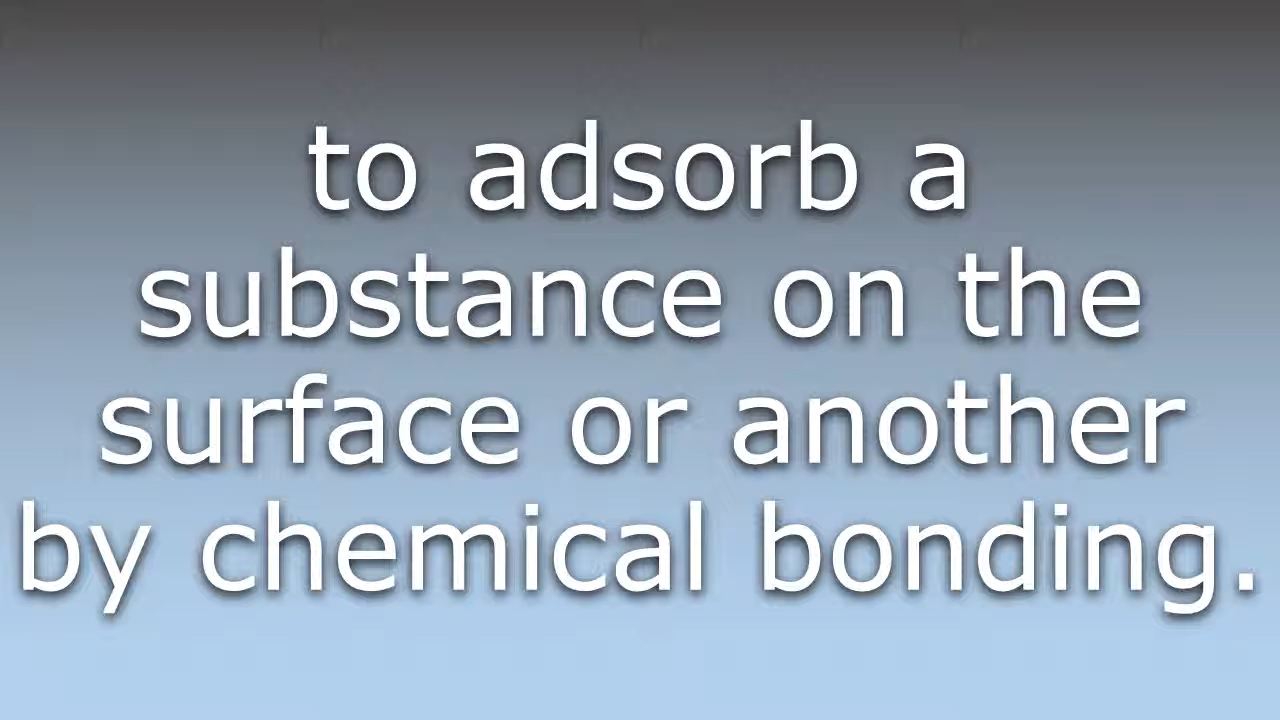 to adsorb a
substance on the
surface or another
by chemical bonding.